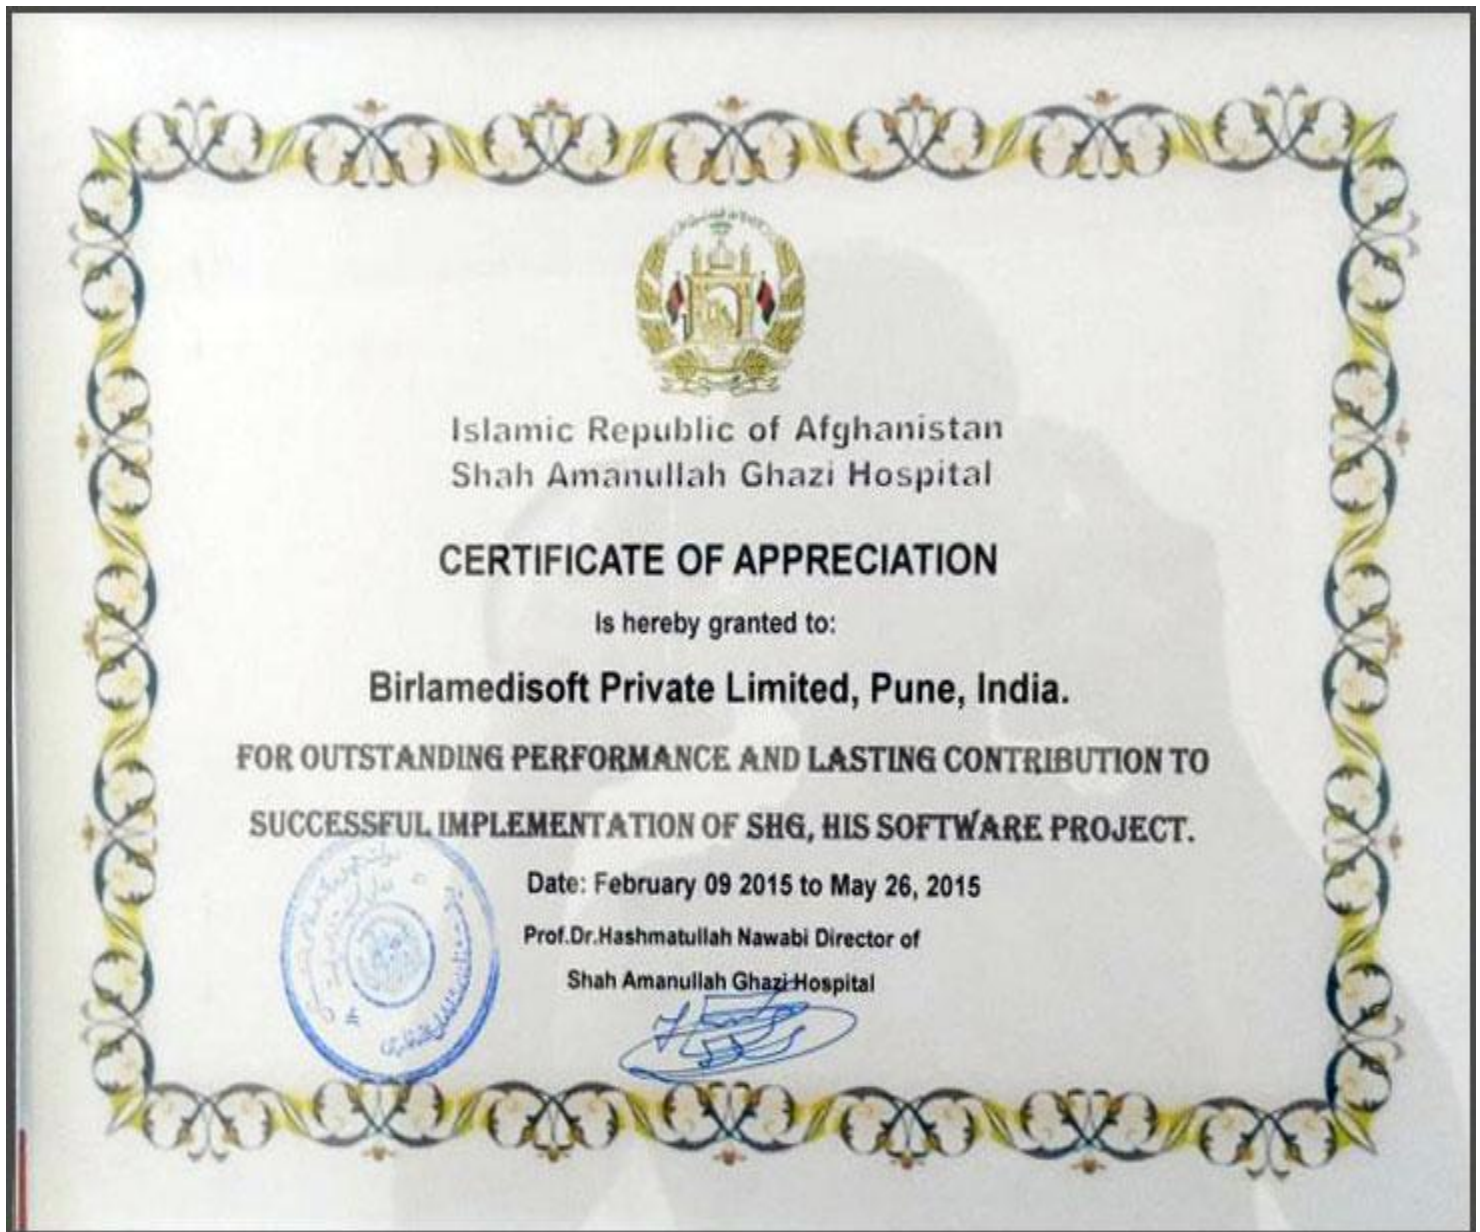 Islamic Republic of Afghanistan
Shah Amanullah Ghazi Hospital
CERTIFICATE OF APPRECIATION
Is hereby granted to:
Birlamedisoft Private Limited, Pune, India.
FOR OUTSTANDING PERFORMANCE AND LASTING CONTRIBUTION TO
SUCCESSFUL IMPLEMENTATION OF SHG, HIS SOFTWARE PROJECT.
Date: February 09 2015 to May 26, 2015
Prof.Dr.Hashmatullah Nawabi Director of
Shah Amanullah Ghazi Hospital